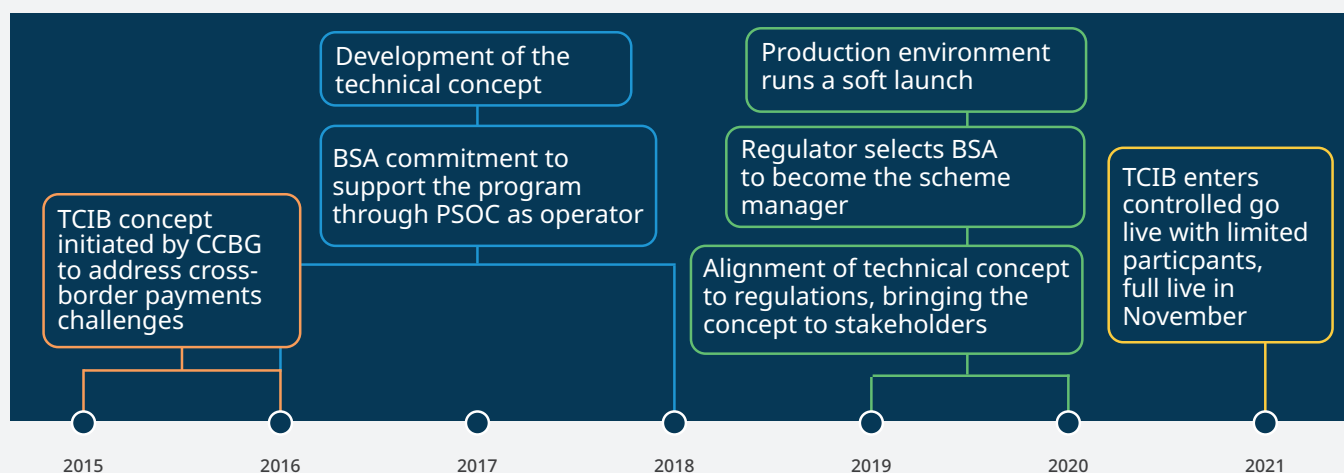 Development of the
technical concept
BSA commitment to
support the program
through PSOC as operator
TCIB concept
initiated by CCBG
to address cross-
border payments
challenges
Production environment
runs a soft launch
Regulator selects BSA
to become the scheme
manager
Alignment of technical concept
to regulations, bringing the
concept to stakeholders
TCIB enters
controlled go
live with limited
particpants,
full live in
November
2015
2016
2017
2018
2019
2020
2021